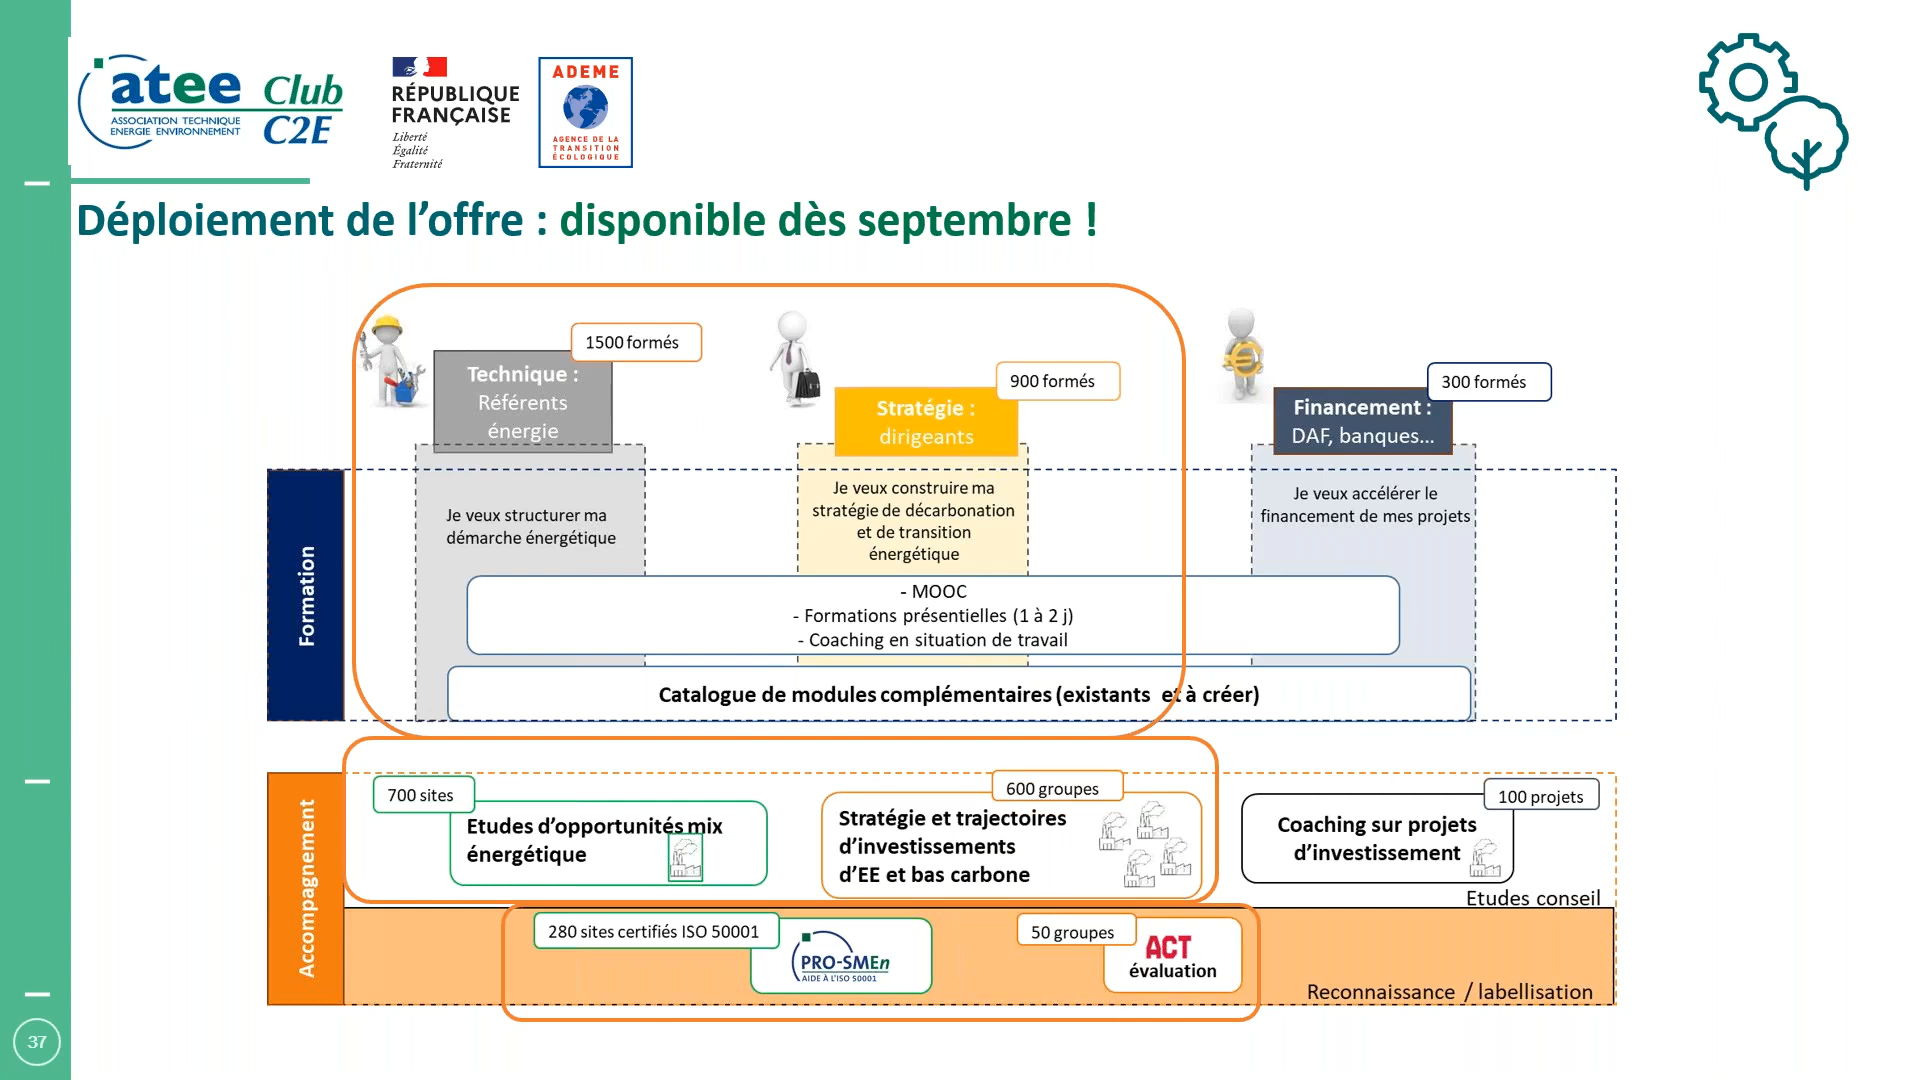 atee Club
ASSOCIATION TECHNIQUE
ENERGIE ENVIRONNEMENT
C2E
RÉPUBLIQUE
FRANÇAISE
Liberté
Égalité
Fraternité
ADEME
AGENCE DE LA
TRANSITION
ÉCOLOGIQUE
Déploiement de l’offre : disponible dès septembre !
1500 formés
Technique :
Référents
énergie
900 formés
Stratégie :
dirigeants
300 formés
Financement :
DAF, banques...
Formation
Je veux structurer ma
démarche énergétique
Je veux construire ma
stratégie de décarbonation
et de transition
énergétique
Je veux accélérer le
financement de mes projets
- MOOC
- Formations présentielles (1 à 2 j)
- Coaching en situation de travail
Catalogue de modules complémentaires (existants et à créer)
Accompagnement
700 sites
Etudes d’opportunités mix
énergétique
600 groupes
Stratégie et trajectoires
d’investissements
d’EE et bas carbone
100 projets
Coaching sur projets
d’investissement
Etudes conseil
280 sites certifiés ISO 50001
PRO-SMEn
AIDE À L'ISO 50001
50 groupes
ACT
évaluation
Reconnaissance / labellisation
37